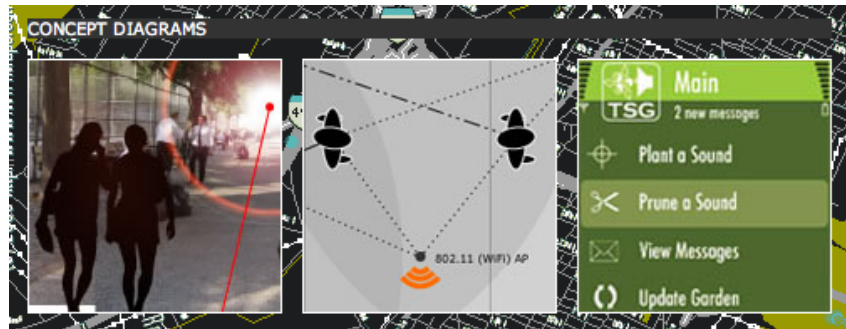 CONCEPT DIAGRAMS
802.11 (WiFi) AP
TSG
Main
2 new messages
Plant a Sound
Prune a Sound
View Messages
Update Garden